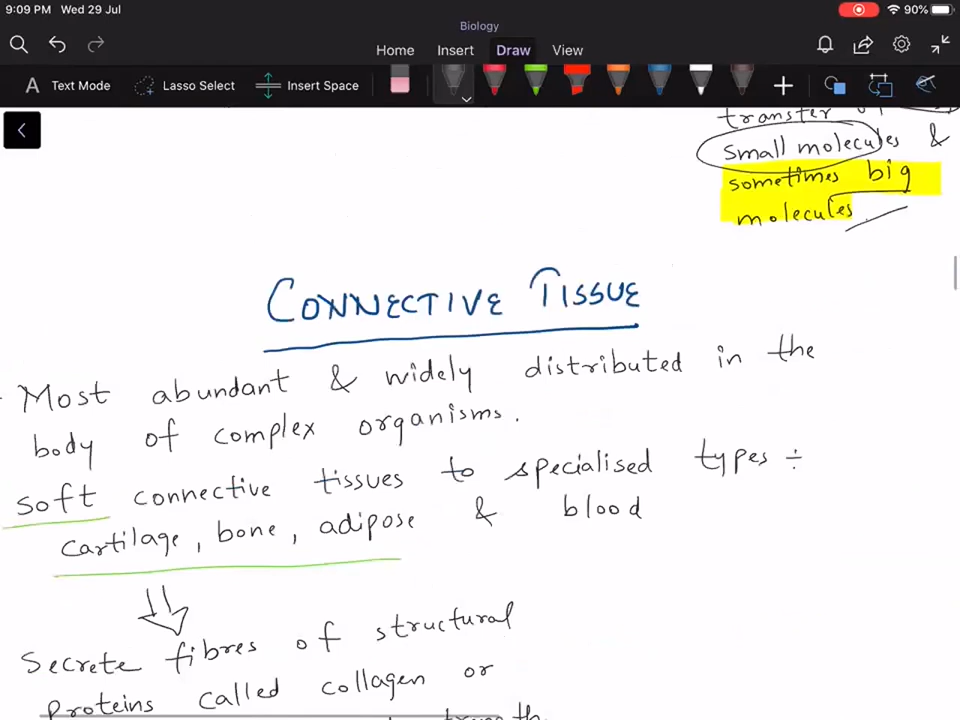 9:09 PM Wed 29 Jul
90%
Biology
Home Insert Draw View
Text Mode Lasso Select Insert Space
small molecules &
sometimes big
molecules
CONNECTIVE TISSUE
Most abundant & widely distributed in the
body of complex organisms.
soft connective tissues to specialised types ÷
cartilage, bone, adipose & blood
Secrete fibres of structural
proteins called collagen or